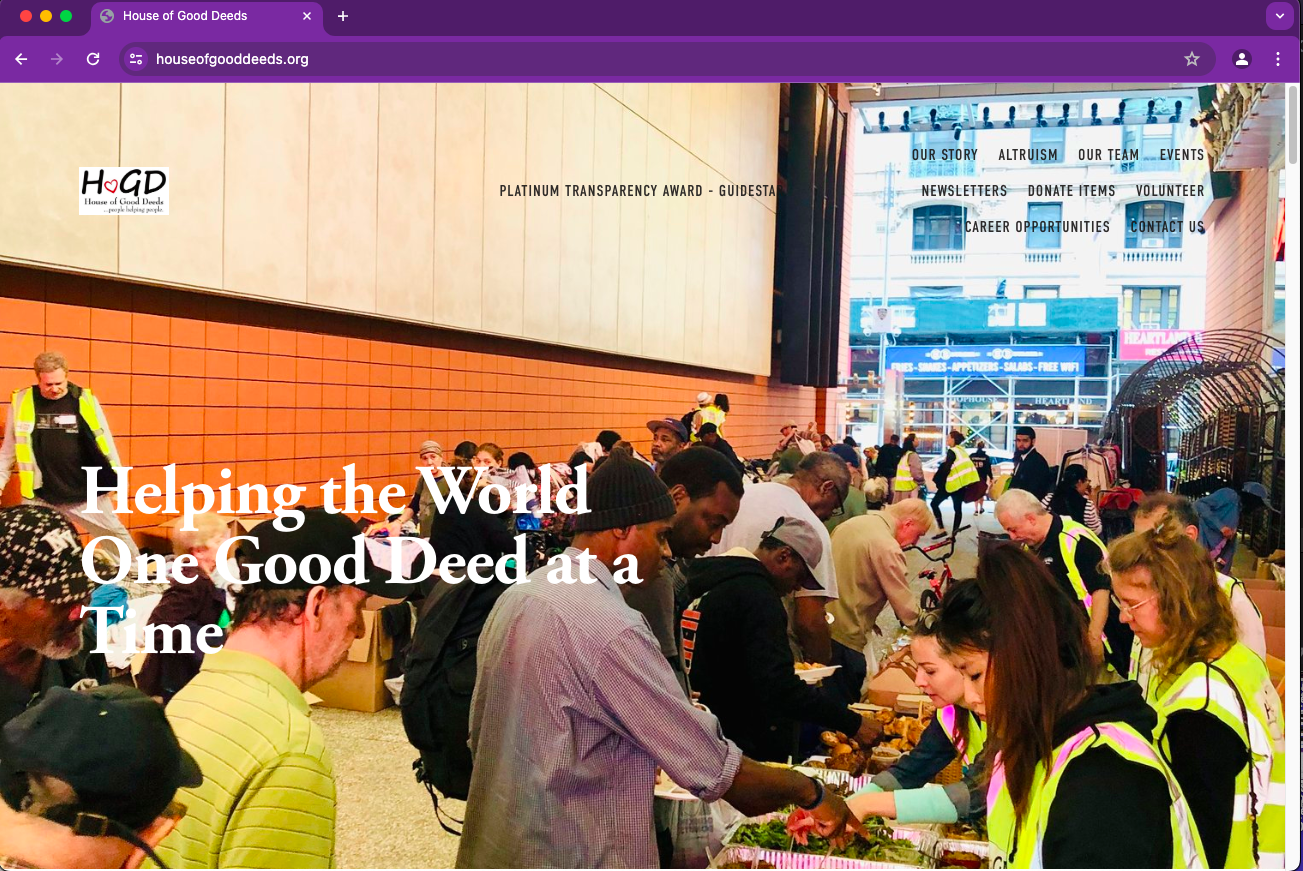 House of Good Deeds
houseofgooddeeds.org
OUR STORY ALTRUISM OUR TEAM EVENTS
HGD
House of Good Deeds
...people helping people.
PLATINUM TRANSPARENCY AWARD - GUIDESTA
NEWSLETTERS DONATE ITEMS VOLUNTEER
CAREER OPPORTUNITIES CONTACT US
HEARTLAND
FRIES-SHAKES-APPETIZERS-SALADS-FREE WIFI
HEARTLAND
Helping the World
One Good Deed at a
Time